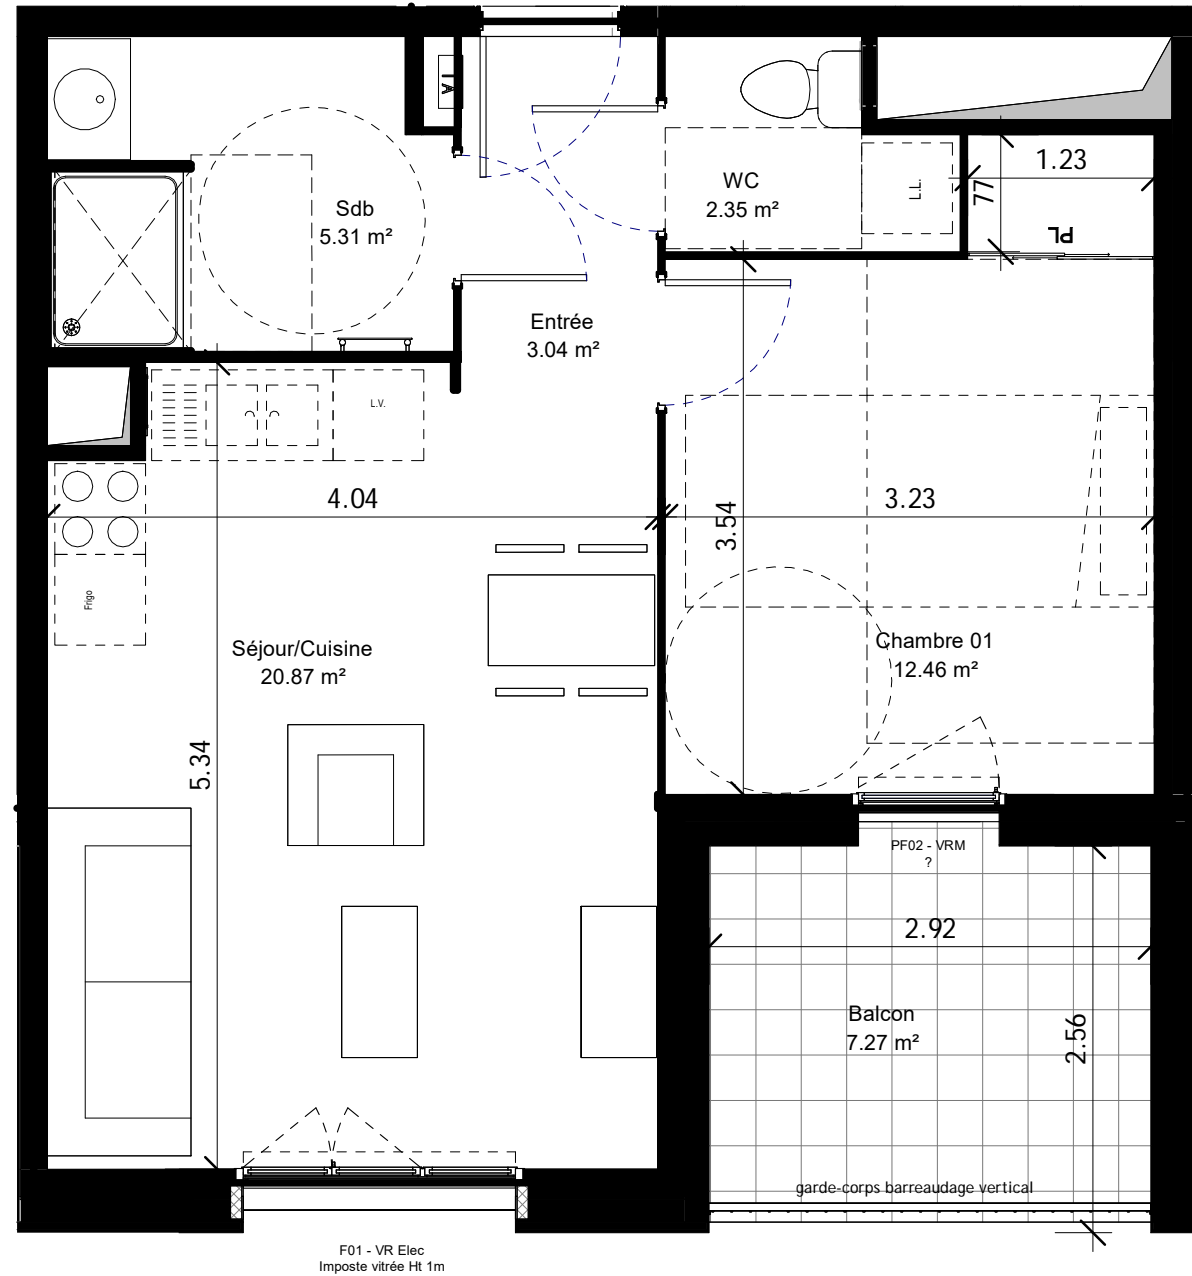 TA
WC
2.35 m²
L.L.
77
1.23
PL
Sdb
5.31 m²
Entrée
3.04 m²
L.V.
4.04
3.54
3.23
Frigo
Séjour/Cuisine
20.87 m²
Chambre 01
12.46 m²
5.34
PF02 - VRM
?
2.92
Balcon
7.27 m²
2.56
garde-corps barreaudage vertical
F01 - VR Elec
Imposte vitrée Ht 1m